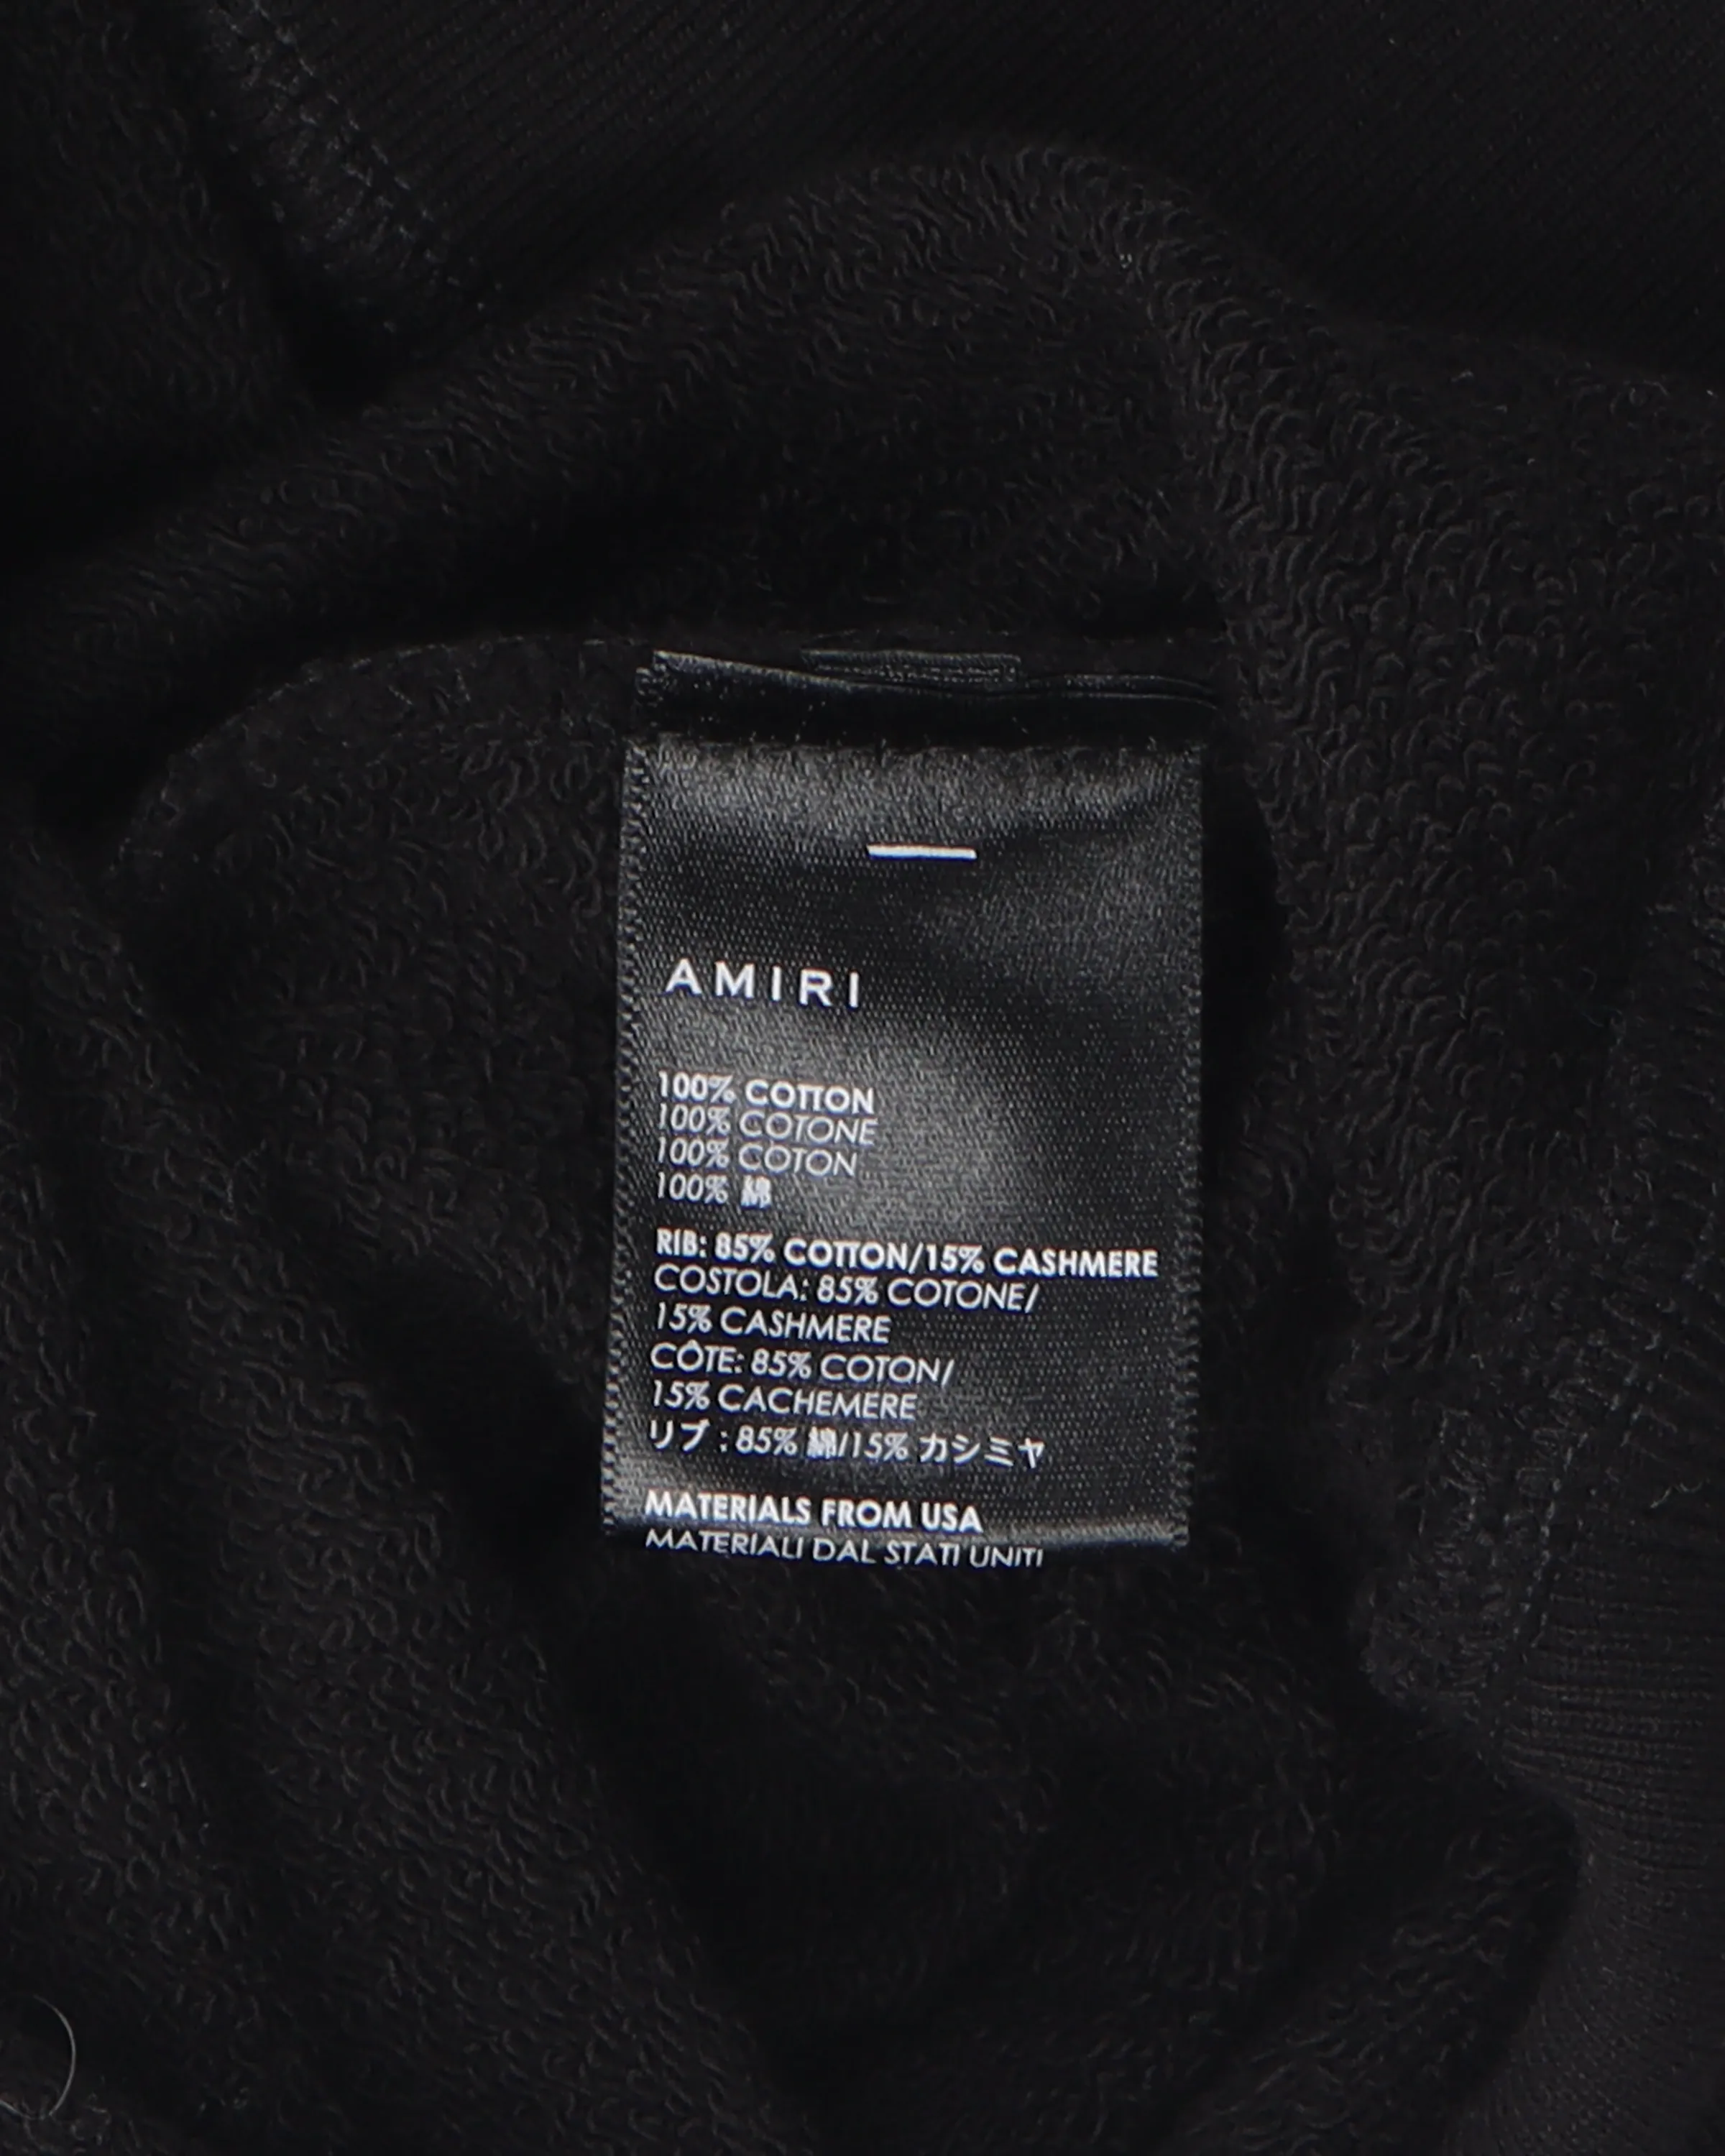 AMIRI
100% COTTON
100% COTONE
100% COTON
100% 綿
RIB: 85% COTTON/15% CASHMERE
COSTOLA: 85% COTONE/
15% CASHMERE
CÔTE: 85% COTON/
15% CACHEMERE
リブ : 85% 綿/15% カシミヤ
MATERIALS FROM USA
MATERIALI DAL STATI UNITI